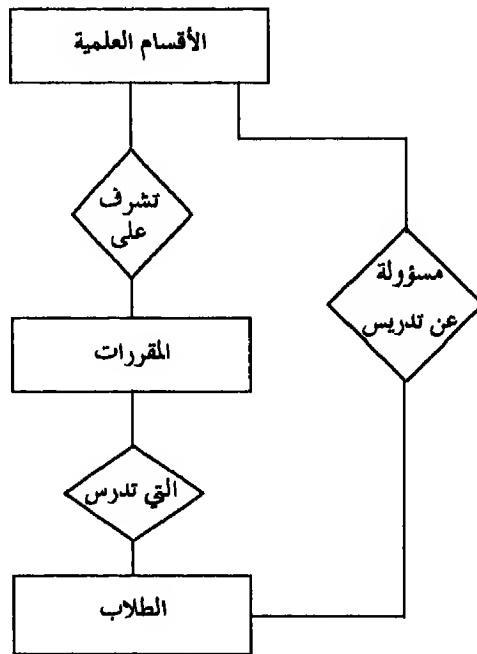 الأقسام العلمية
تشرف
على
مسؤولة
عن تدريس
المقررات
التي تدرس
الطلاب